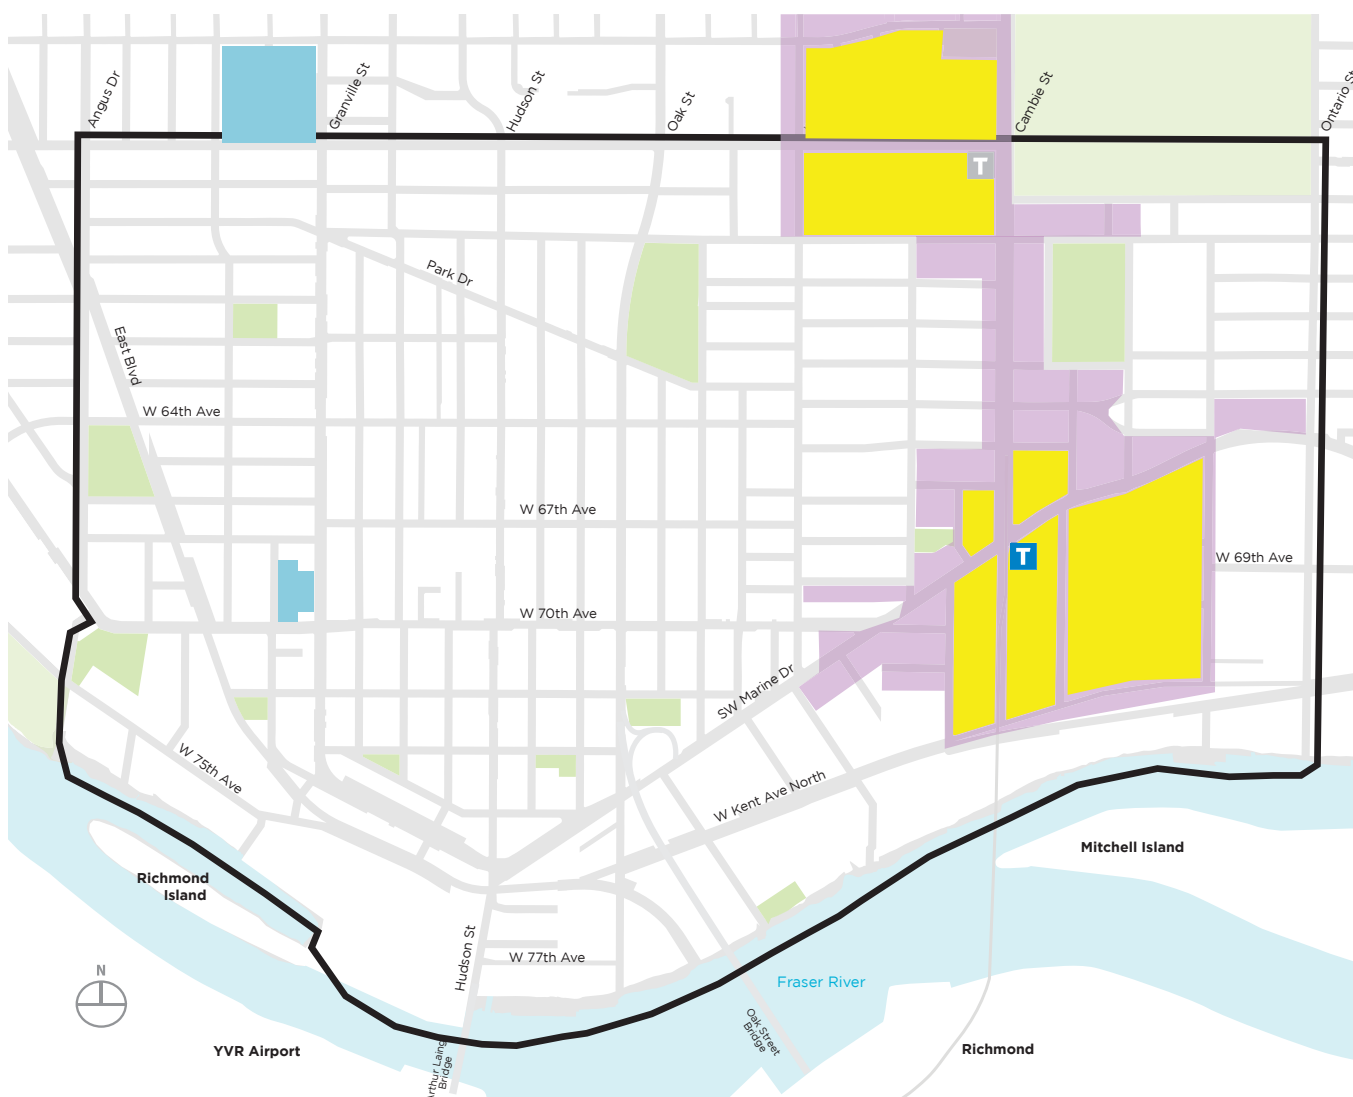 Angus Dr
Granville St
Hudson St
Oak St
Cambie St
Ontario St
T
Park Dr
East Blvd
W 64th Ave
W 67th Ave
T
W 69th Ave
W 70th Ave
SW Marine Dr
W 75th Ave
W Kent Ave North
Mitchell Island
Richmond
Island
Hudson St
W 77th Ave
N
Fraser River
Oak Street
Bridge
YVR Airport
Arthur Laing
Bridge
Richmond